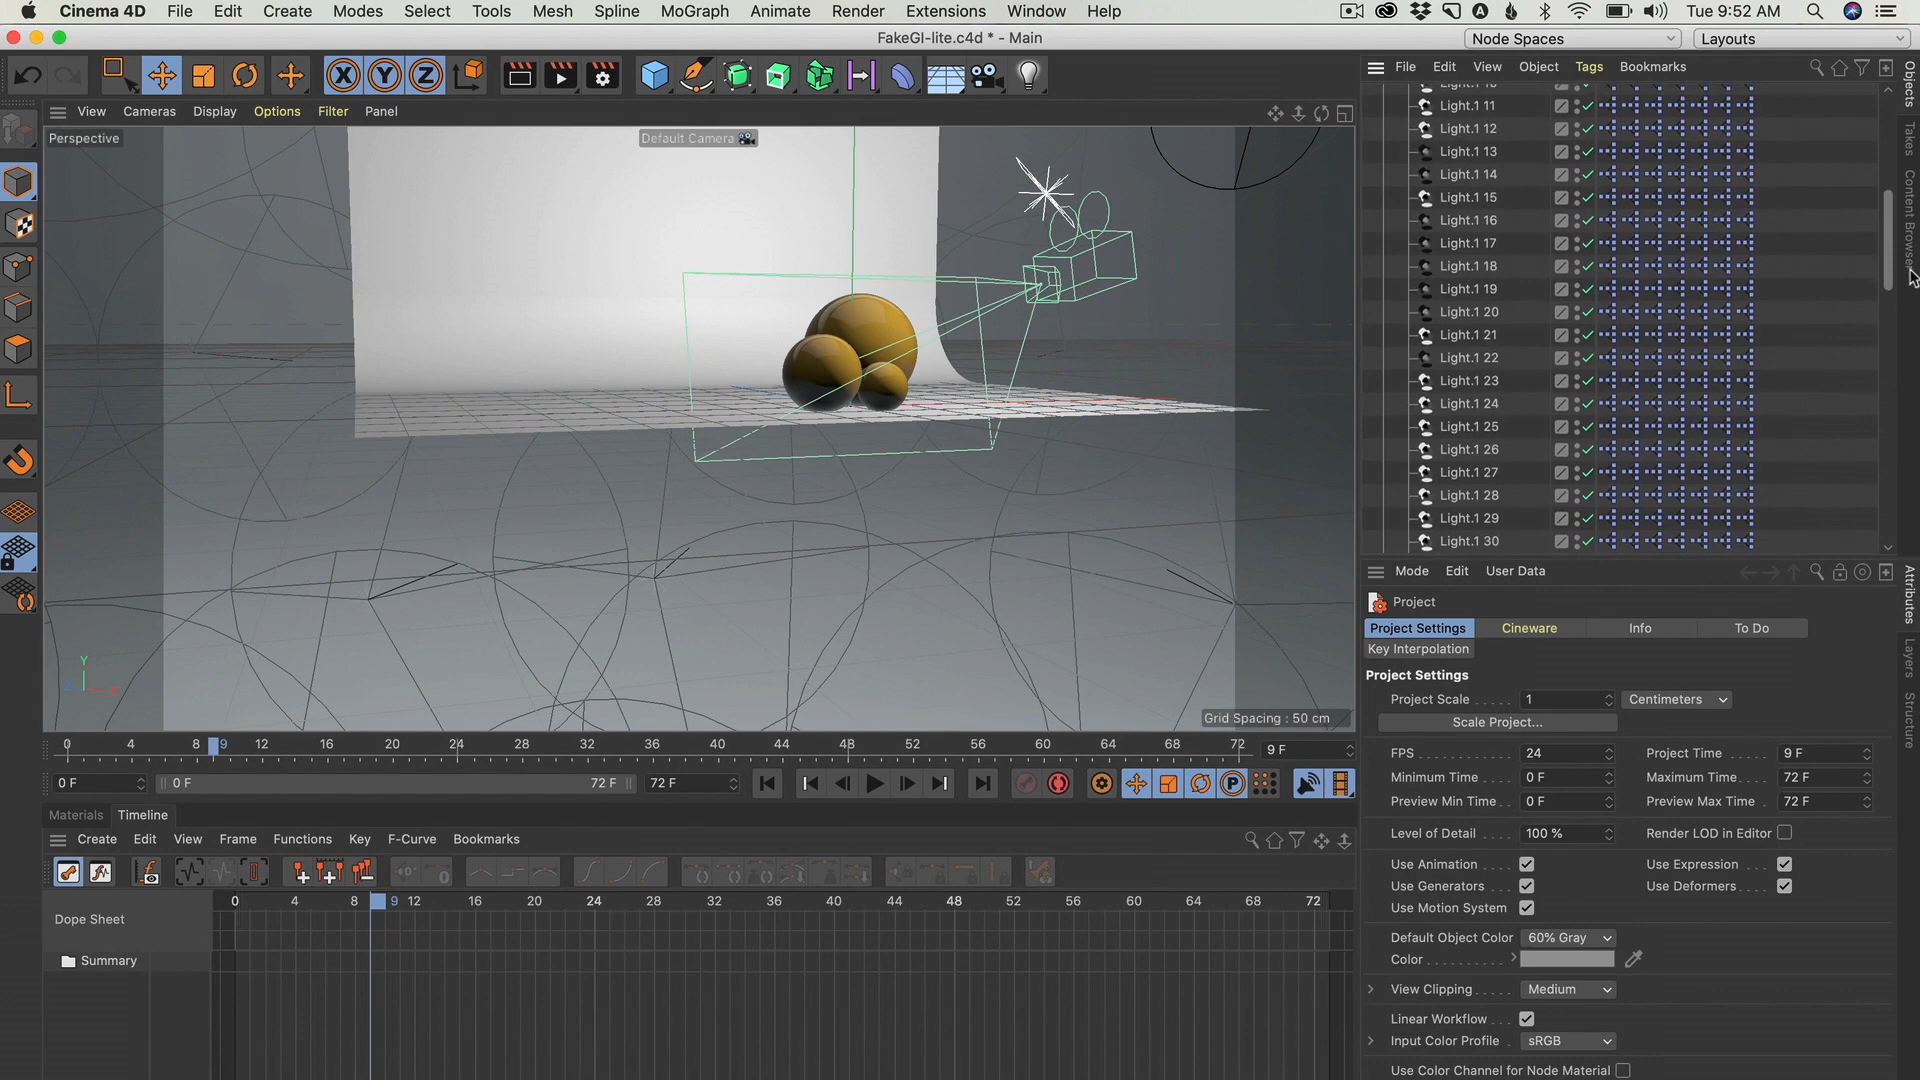 Cinema 4D File Edit Create Modes Select Tools Mesh Spline MoGraph Animate Render Extensions Window Help Tue 9:52 AM
FakeGI-lite.c4d * - Main Node Spaces Layouts
File Edit View Object Tags Bookmarks
View Cameras Display Options Filter Panel
Perspective Default Camera
Light.1 11
Light.1 12
Light.1 13
Light.1 14
Light.1 15
Light.1 16
Light.1 17
Light.1 18
Light.1 19
Light.1 20
Light.1 21
Light.1 22
Light.1 23
Light.1 24
Light.1 25
Light.1 26
Light.1 27
Light.1 28
Light.1 29
Light.1 30
Objects
Takes
Content Browser
X Y Z
Y
Z X
Grid Spacing : 50 cm
0 4 8 9 12 16 20 24 28 32 36 40 44 48 52 56 60 64 68 72 9 F
0 F 0 F 72 F 72 F
Materials Timeline
Create Edit View Frame Functions Key F-Curve Bookmarks
0 4 8 9 12 16 20 24 28 32 36 40 44 48 52 56 60 64 68 72
Dope Sheet
Summary
Mode Edit User Data
Project
Project Settings Cineware Info To Do
Key Interpolation
Project Settings
Project Scale 1 Centimeters
Scale Project...
FPS 24 Project Time 9 F
Minimum Time 0 F Maximum Time 72 F
Preview Min Time 0 F Preview Max Time 72 F
Level of Detail 100 % Render LOD in Editor
Use Animation Use Expression
Use Generators Use Deformers
Use Motion System
Default Object Color 60% Gray
Color
View Clipping Medium
Linear Workflow
Input Color Profile sRGB
Use Color Channel for Node Material
Attributes
Layers
Structure